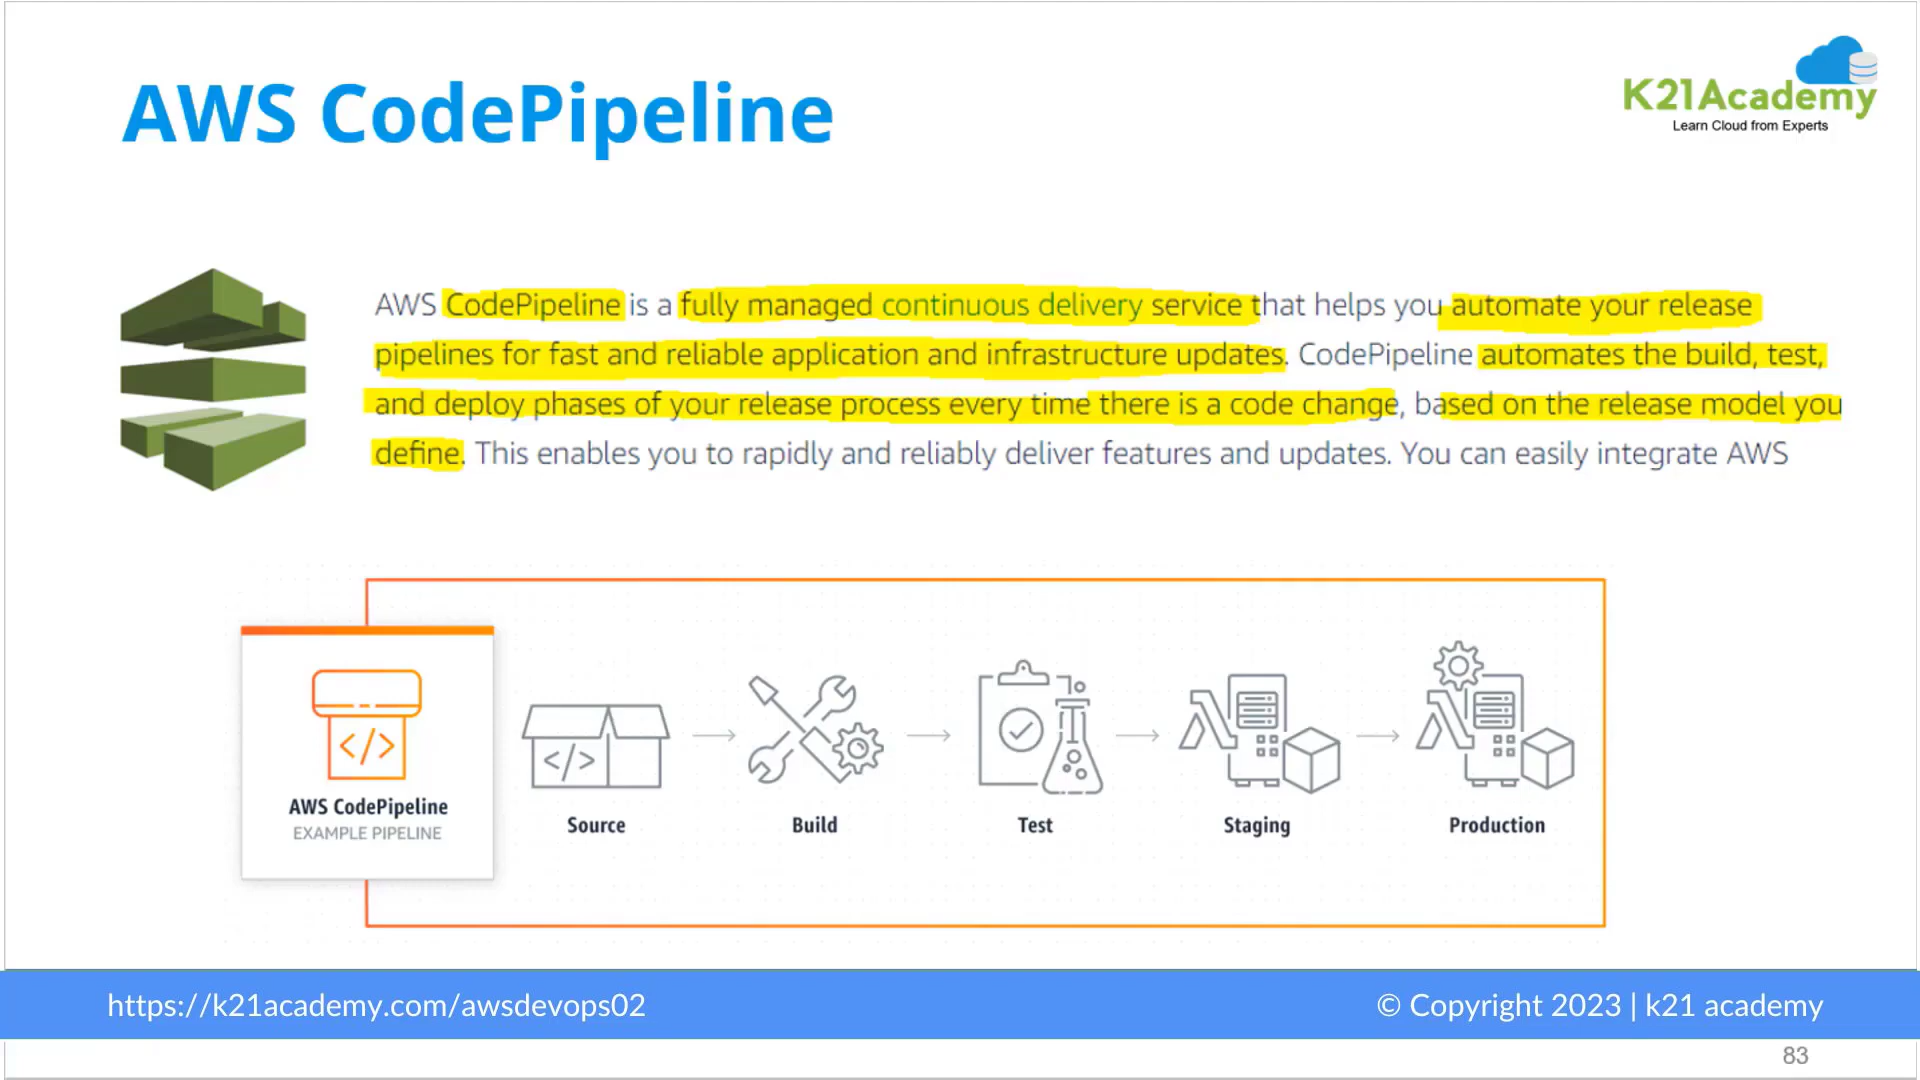 AWS CodePipeline
K21Academy
Learn Cloud from Experts
AWS CodePipeline is a fully managed continuous delivery service that helps you automate your release
pipelines for fast and reliable application and infrastructure updates. CodePipeline automates the build, test,
and deploy phases of your release process every time there is a code change, based on the release model you
define. This enables you to rapidly and reliably deliver features and updates. You can easily integrate AWS
</>
AWS CodePipeline
EXAMPLE PIPELINE
</>
Source
Build
Test
Staging
Production
https://k21academy.com/awsdevops02
© Copyright 2023 | k21 academy
83